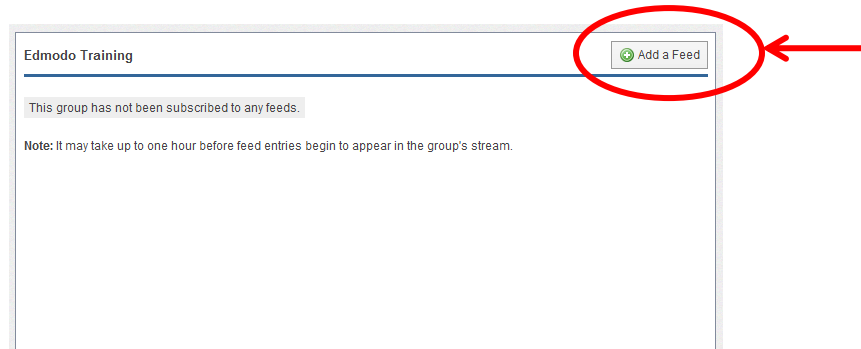 Edmodo Training
Add a Feed
This group has not been subscribed to any feeds.
Note: It may take up to one hour before feed entries begin to appear in the group's stream.